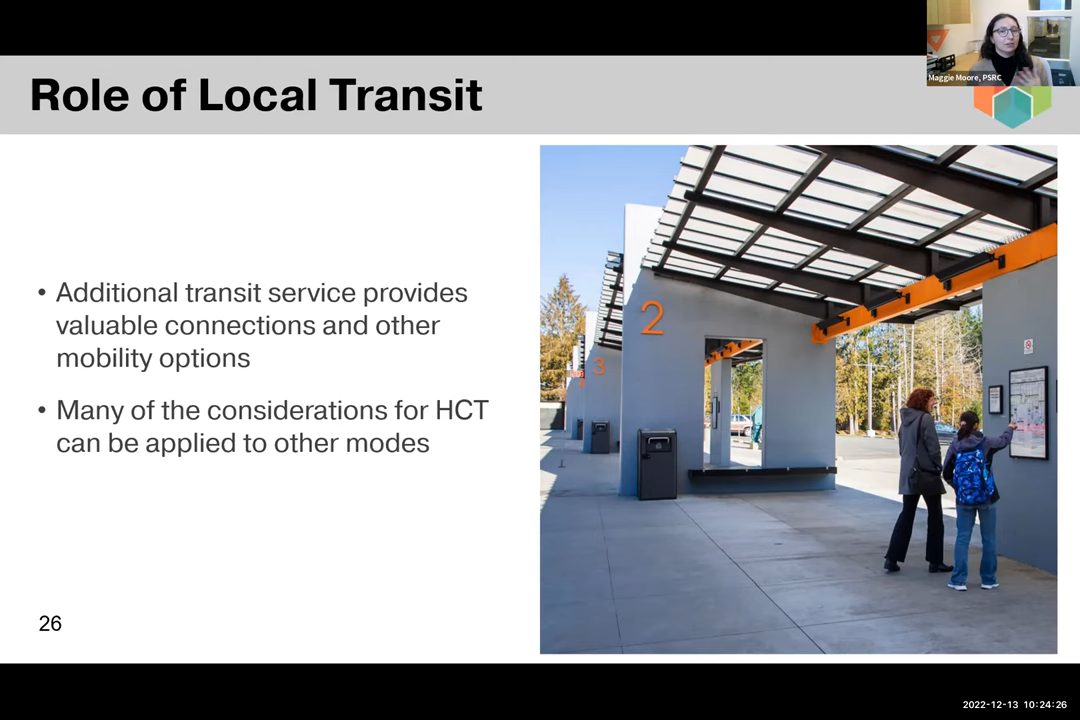 Maggie Moore, PSRC
Role of Local Transit
• Additional transit service provides
valuable connections and other
mobility options
• Many of the considerations for HCT
can be applied to other modes
2
3
26
2022-12-13 10:24:26